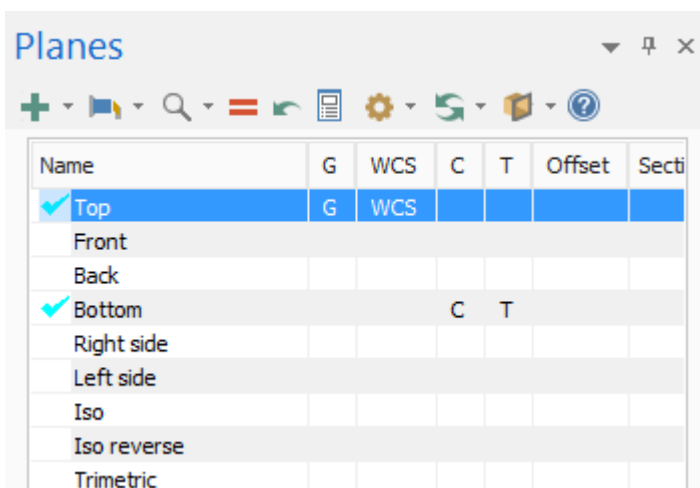 Planes
Name G WCS C T Offset Secti
Top G WCS
Front
Back
Bottom C T
Right side
Left side
Iso
Iso reverse
Trimetric